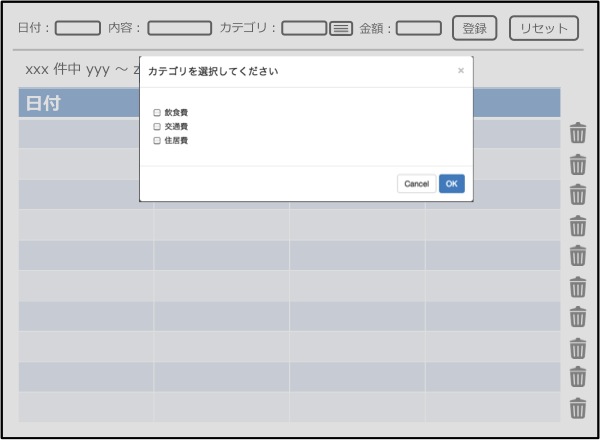 日付： 内容： カテゴリ： 金額： 登録 リセット
xxx 件中 yyy ～ z
カテゴリを選択してください ×
日付
飲食費
交通費
住居費
Cancel OK